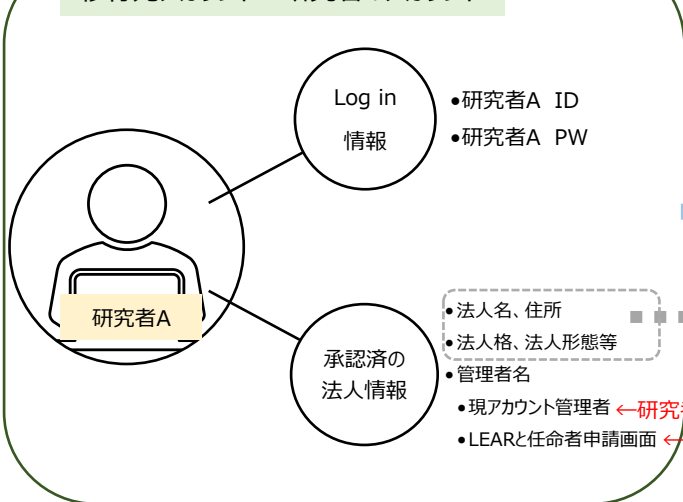 Log in
情報
•研究者A ID
•研究者A PW
研究者A
承認済の
法人情報
•法人名、住所
•法人格、法人形態等
•管理者名
•現アカウント管理者 ←研究
•LEARと任命者申請画面 ←